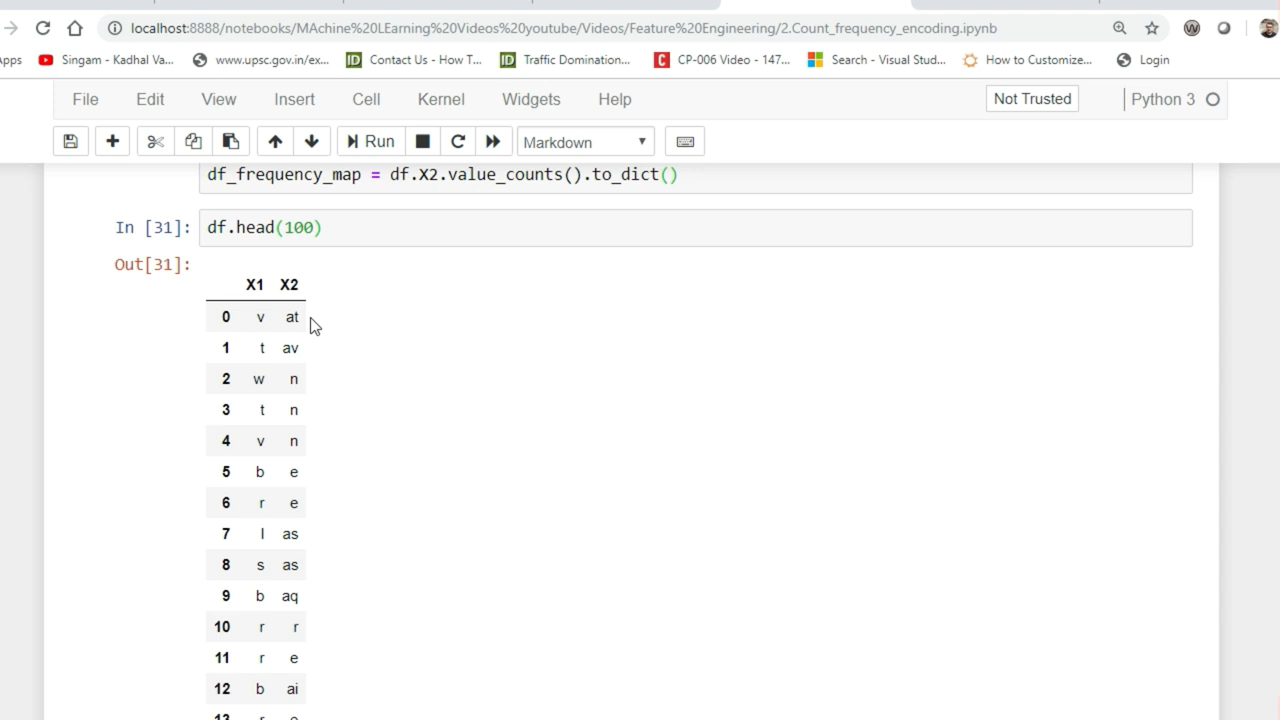 localhost:8888/notebooks/MAchine%20LEarning%20Videos%20youtube/Videos/Feature%20Engineering/2.Count_frequency_encoding.ipynb
pps Singam - Kadhal Va... www.upsc.gov.in/ex... ID Contact Us - How T... ID Traffic Domination... C CP-006 Video - 147... Search - Visual Stud... How to Customize... Login
File Edit View Insert Cell Kernel Widgets Help Not Trusted Python 3
Run Markdown
df_frequency_map = df.X2.value_counts().to_dict()
In [31]: df.head(100)
Out[31]:
X1 X2
0 v at
1 t av
2 w n
3 t n
4 v n
5 b e
6 r e
7 l as
8 s as
9 b aq
10 r r
11 r e
12 b ai
13 r e